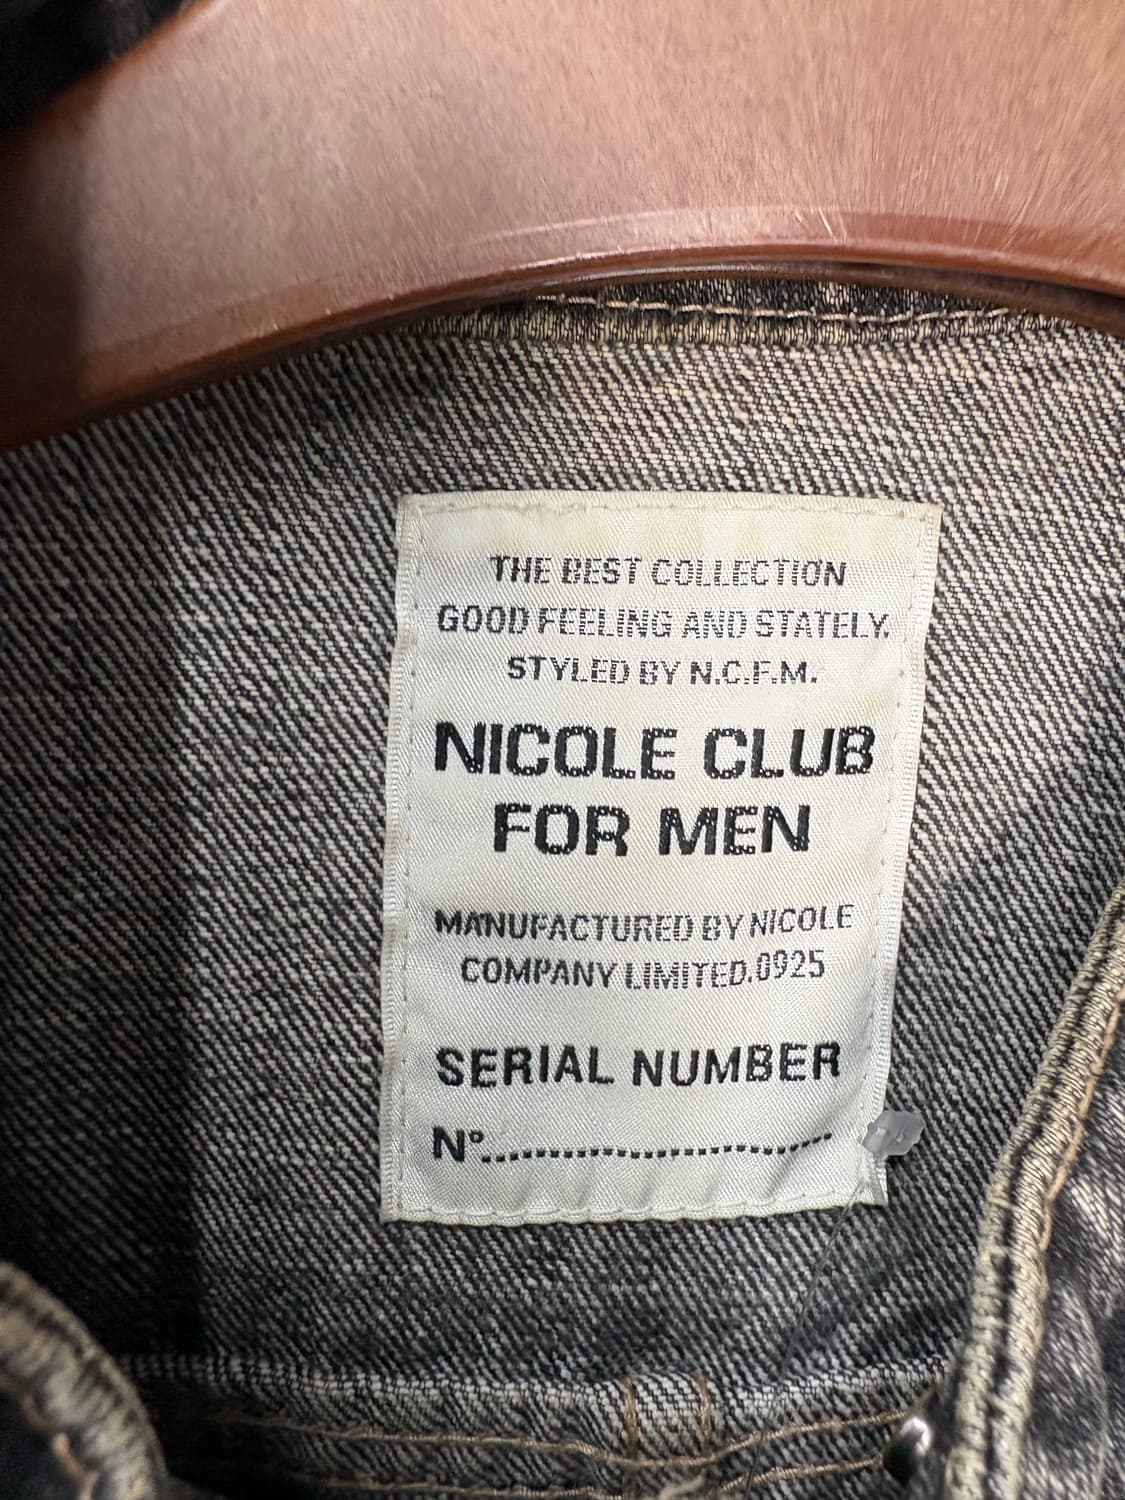 THE BEST COLLECTION
GOOD FEELING AND STATELY.
STYLED BY N.C.F.M.
NICOLE CLUB
FOR MEN
MANUFACTURED BY NICOLE
COMPANY LIMITED.0925
SERIAL NUMBER
Nº.................................